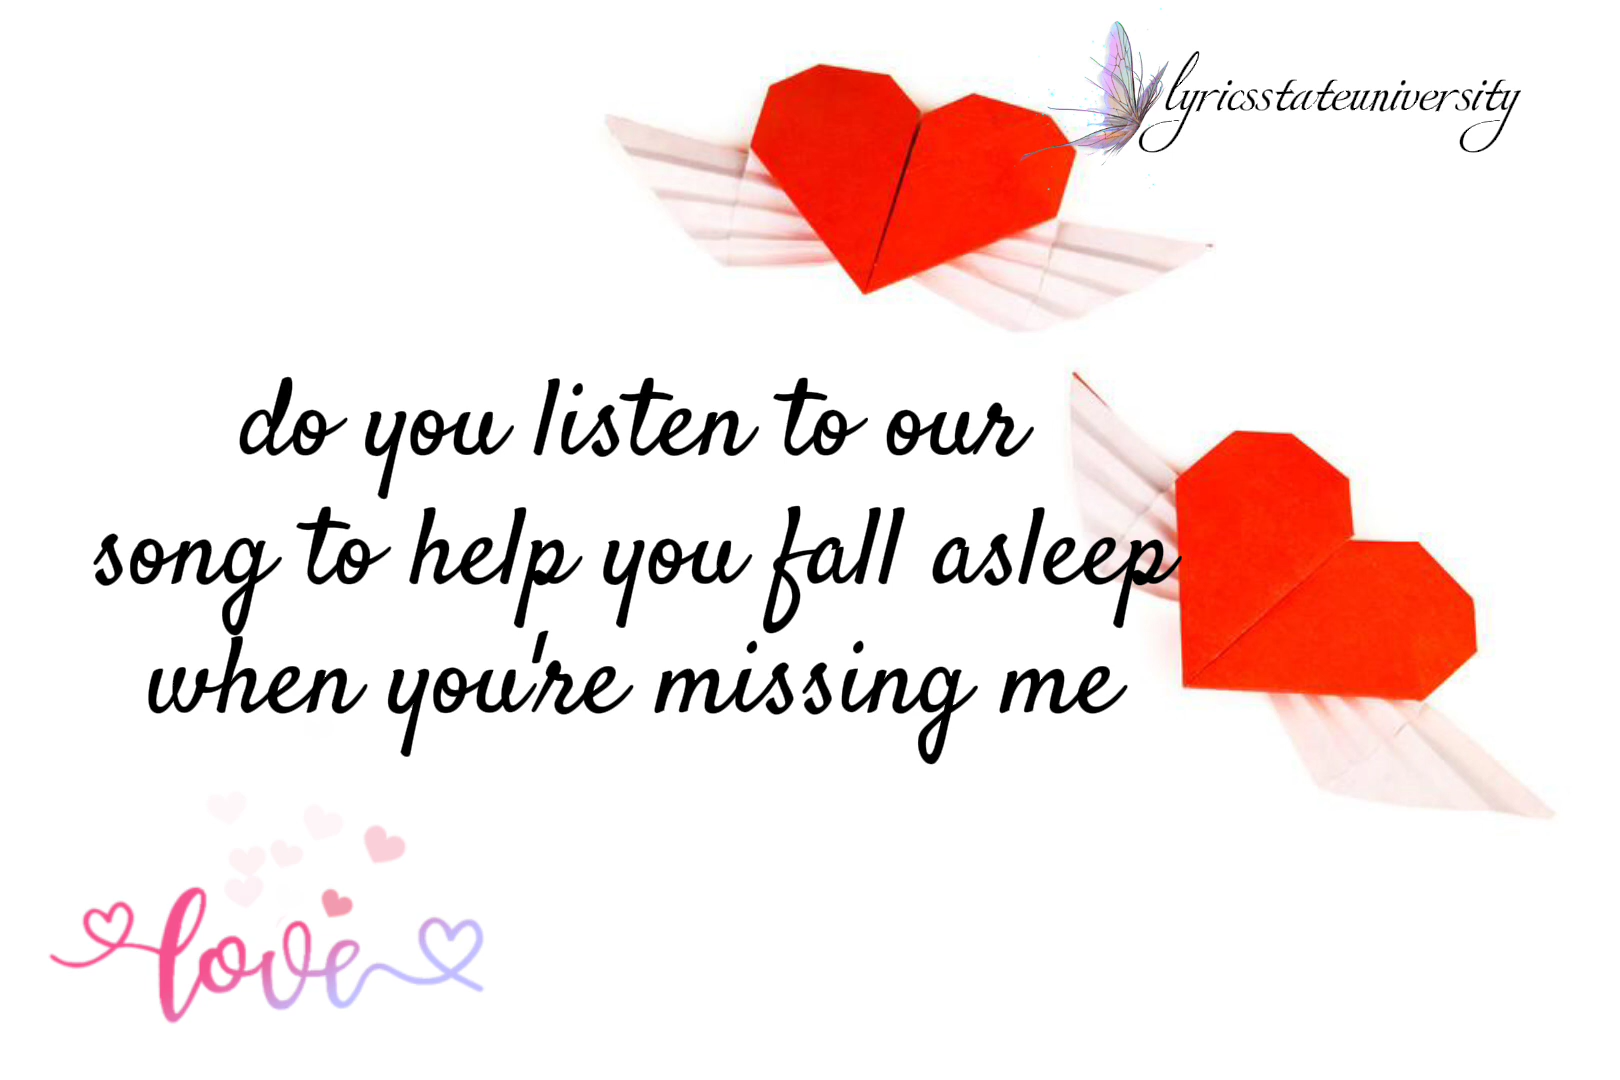 lyricsstateuniversity
do you listen to our
song to help you fall asleep
when you're missing me
love